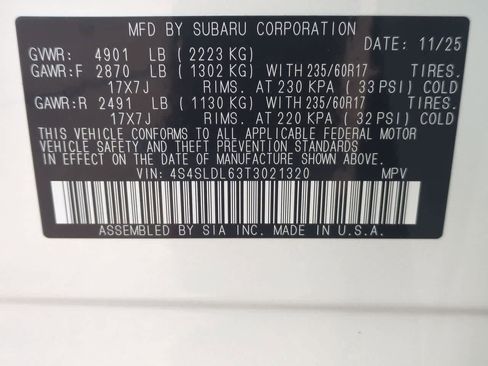 MFD BY SUBARU CORPORATION
DATE: 11/25
GVWR: 4901 LB (2223 KG)
GAWR:F 2870 LB (1302 KG) WITH 235/60R17 TIRES.
17X7J RIMS. AT 230 KPA (33 PSI) COLD
GAWR:R 2491 LB (1130 KG) WITH 235/60R17 TIRES.
17X7J RIMS. AT 220 KPA (32 PSI) COLD
THIS VEHICLE CONFORMS TO ALL APPLICABLE FEDERAL MOTOR
VEHICLE SAFETY AND THEFT PREVENTION STANDARDS
IN EFFECT ON THE DATE OF MANUFACTURE SHOWN ABOVE.
VIN: 4S4SLDL63T3021320 MPV
ASSEMBLED BY SIA IN U.S.A.